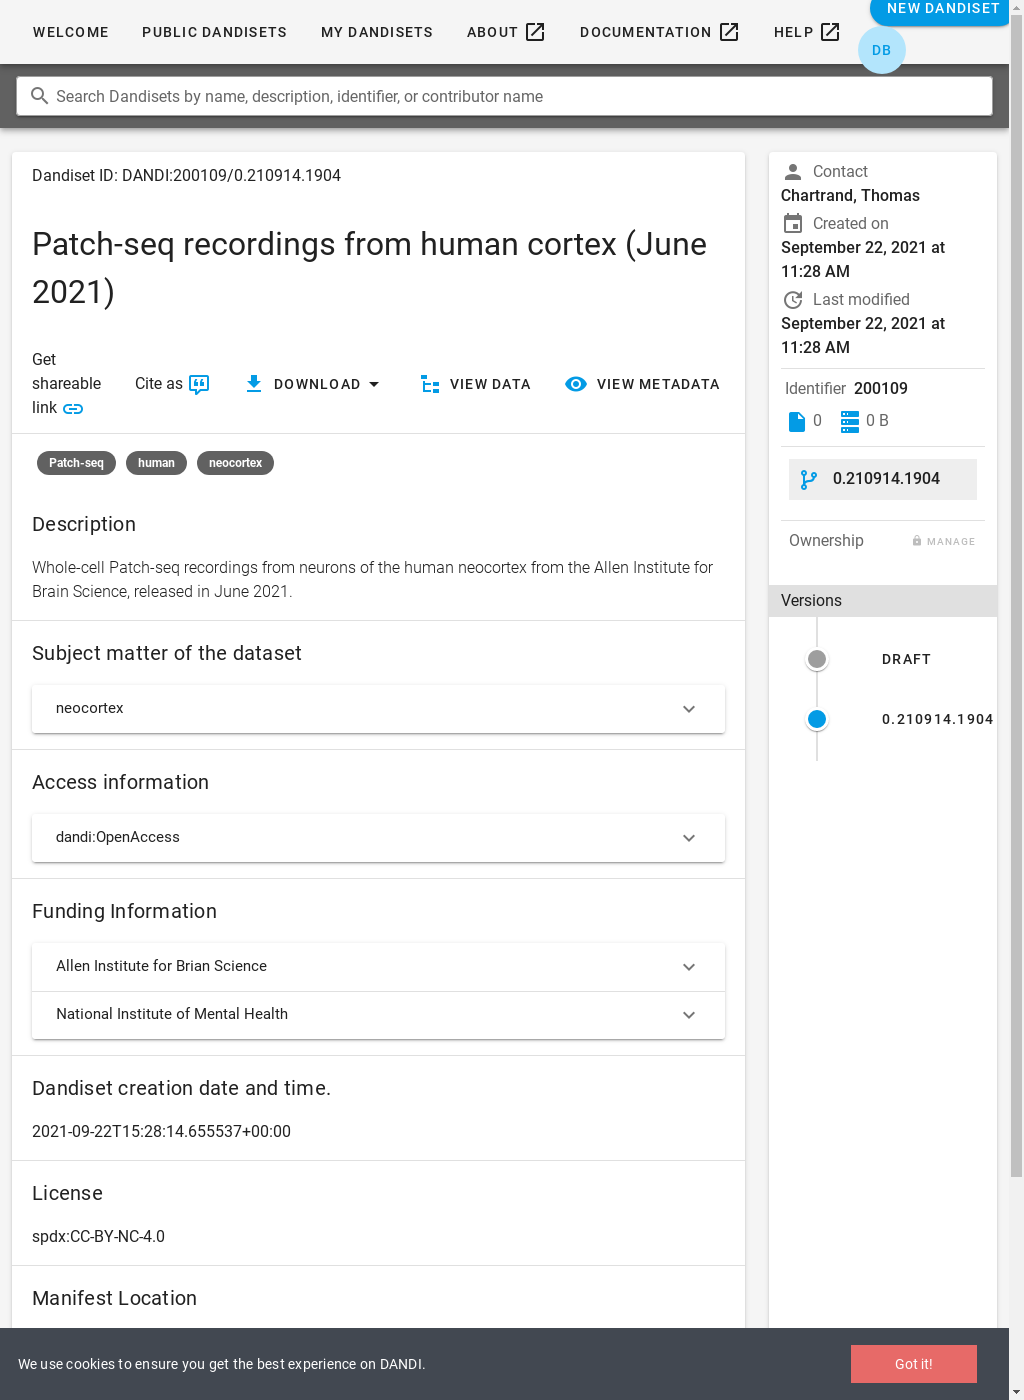 WELCOME PUBLIC DANDISETS MY DANDISETS ABOUT DOCUMENTATION HELP NEW DANDISET
DB
Search Dandisets by name, description, identifier, or contributor name
Dandiset ID: DANDI:200109/0.210914.1904
Patch-seq recordings from human cortex (June
2021)
Get
shareable
link
Cite as
DOWNLOAD
VIEW DATA
VIEW METADATA
Patch-seq human neocortex
Description
Whole-cell Patch-seq recordings from neurons of the human neocortex from the Allen Institute for
Brain Science, released in June 2021.
Subject matter of the dataset
neocortex
Access information
dandi:OpenAccess
Funding Information
Allen Institute for Brian Science
National Institute of Mental Health
Dandiset creation date and time.
2021-09-22T15:28:14.655537+00:00
License
spdx:CC-BY-NC-4.0
Manifest Location
Contact
Chartrand, Thomas
Created on
September 22, 2021 at
11:28 AM
Last modified
September 22, 2021 at
11:28 AM
Identifier 200109
0 0 B
0.210914.1904
Ownership MANAGE
Versions
DRAFT
0.210914.1904
We use cookies to ensure you get the best experience on DANDI.
Got it!